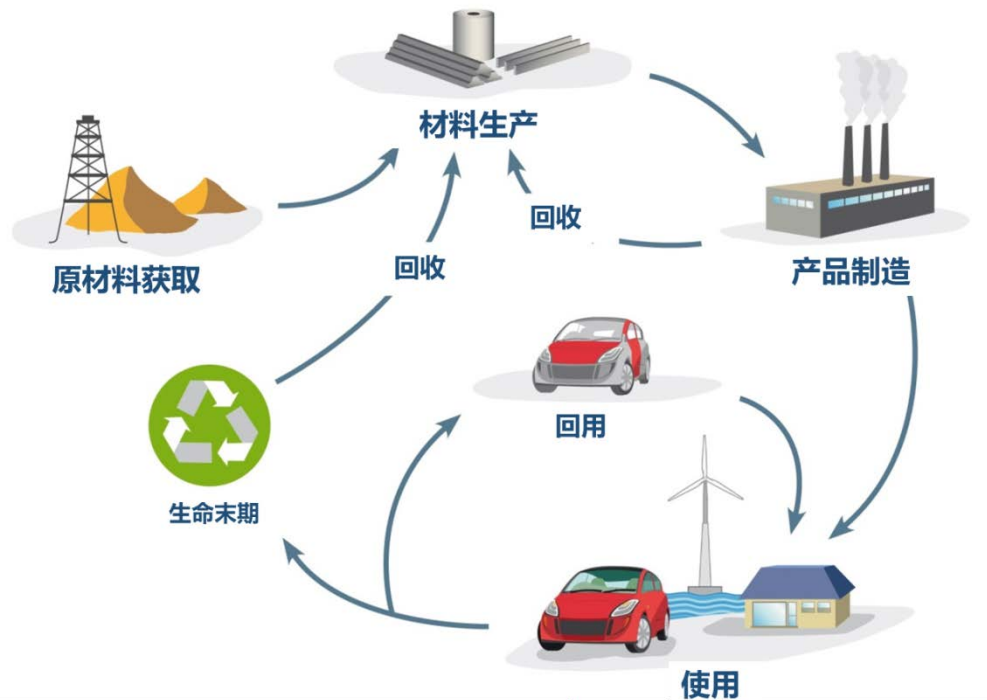 材料生产
原材料获取
回收
回收
产品制造
回用
生命末期
使用